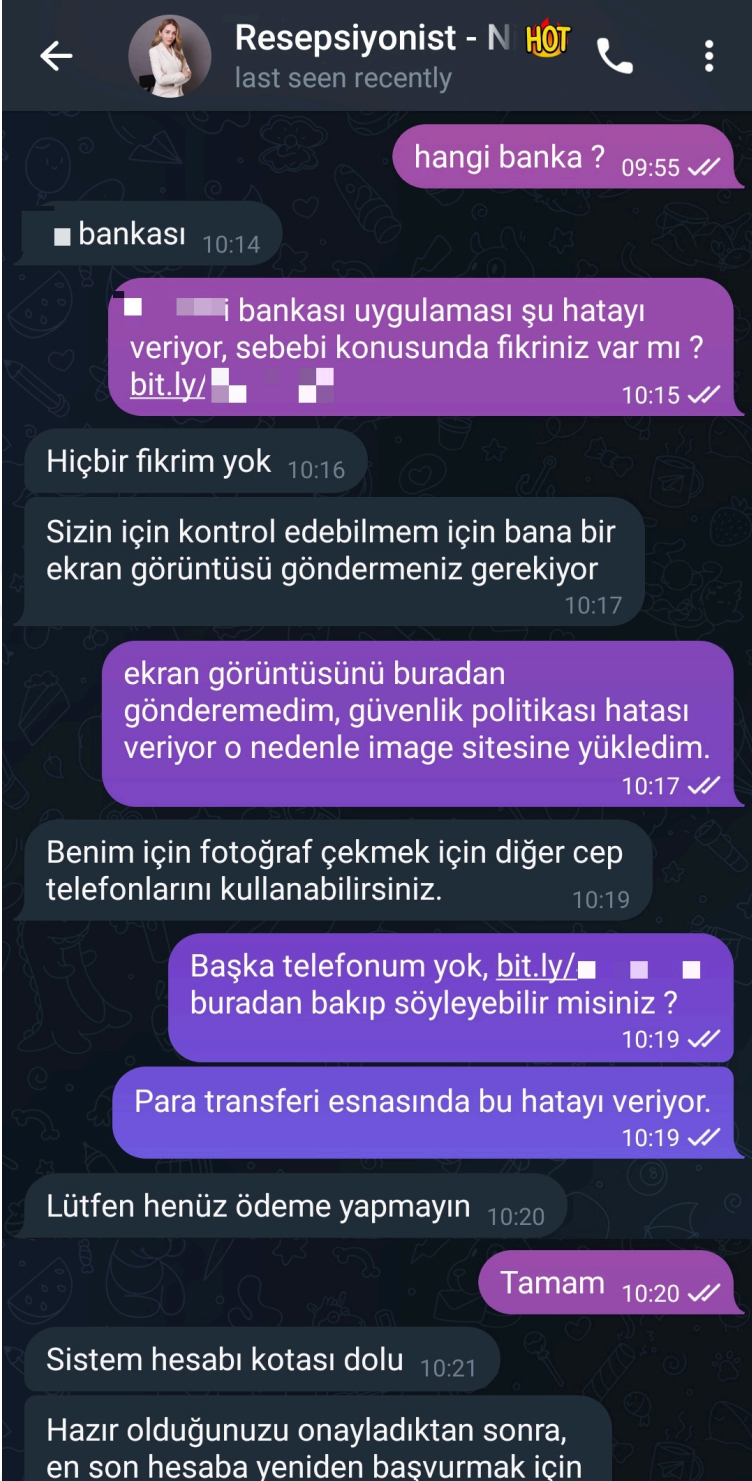 Resepsiyonist - N HOT
last seen recently
hangi banka ? 09:55
bankası 10:14
i bankası uygulaması şu hatayı
veriyor, sebebi konusunda fikriniz var mı ?
bit.ly/ 10:15
Hiçbir fikrim yok 10:16
Sizin için kontrol edebilmem için bana bir
ekran görüntüsü göndermeniz gerekiyor
10:17
ekran görüntüsünü buradan
gönderemedim, güvenlik politikası hatası
veriyor o nedenle image sitesine yükledim.
10:17
Benim için fotoğraf çekmek için diğer cep
telefonlarını kullanabilirsiniz. 10:19
Başka telefonum yok, bit.ly/
buradan bakıp söyleyebilir misiniz ?
10:19
Para transferi esnasında bu hatayı veriyor.
10:19
Lütfen henüz ödeme yapmayın 10:20
Tamam 10:20
Sistem hesabı kotası dolu 10:21
Hazır olduğunuzu onayladıktan sonra,
en son hesaba yeniden başvurmak için